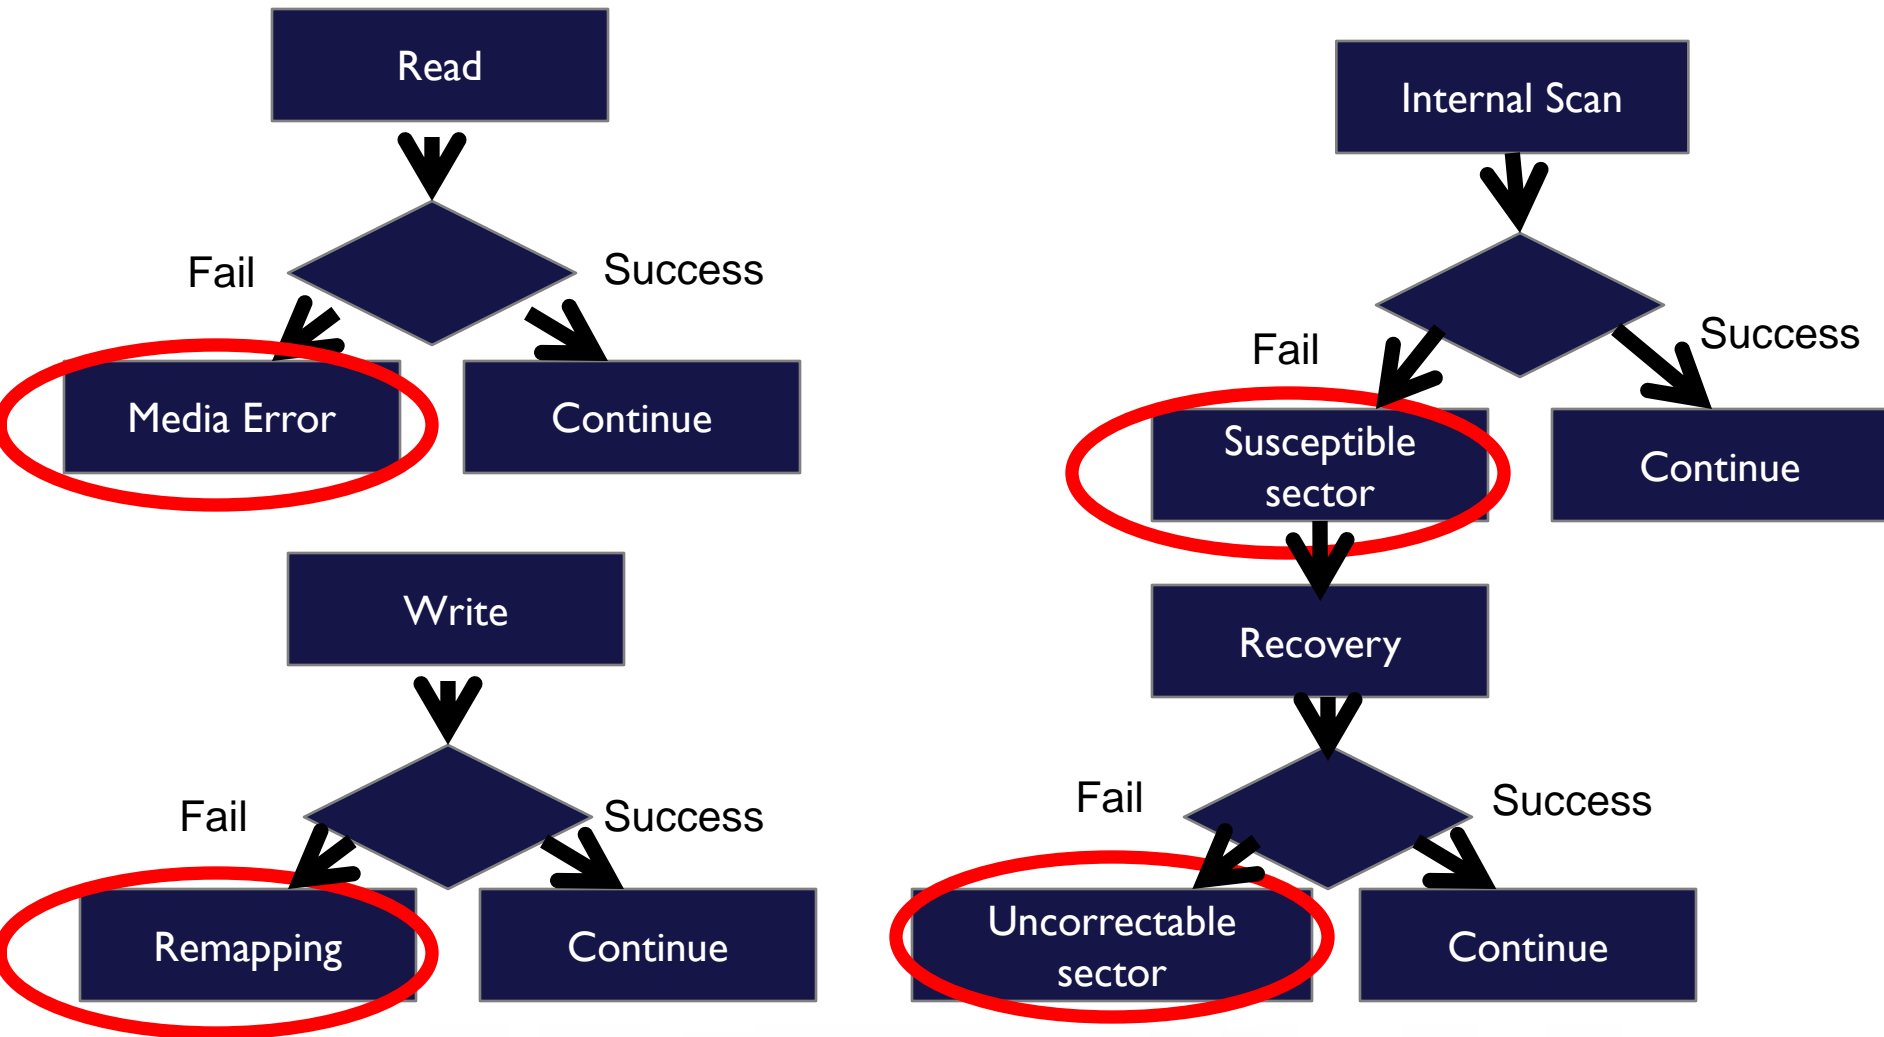 Read
Fail
Success
Media Error
Continue
Write
Fail
Success
Remapping
Continue
Internal Scan
Fail
Success
Susceptible
sector
Continue
Recovery
Fail
Success
Uncorrectable
sector
Continue